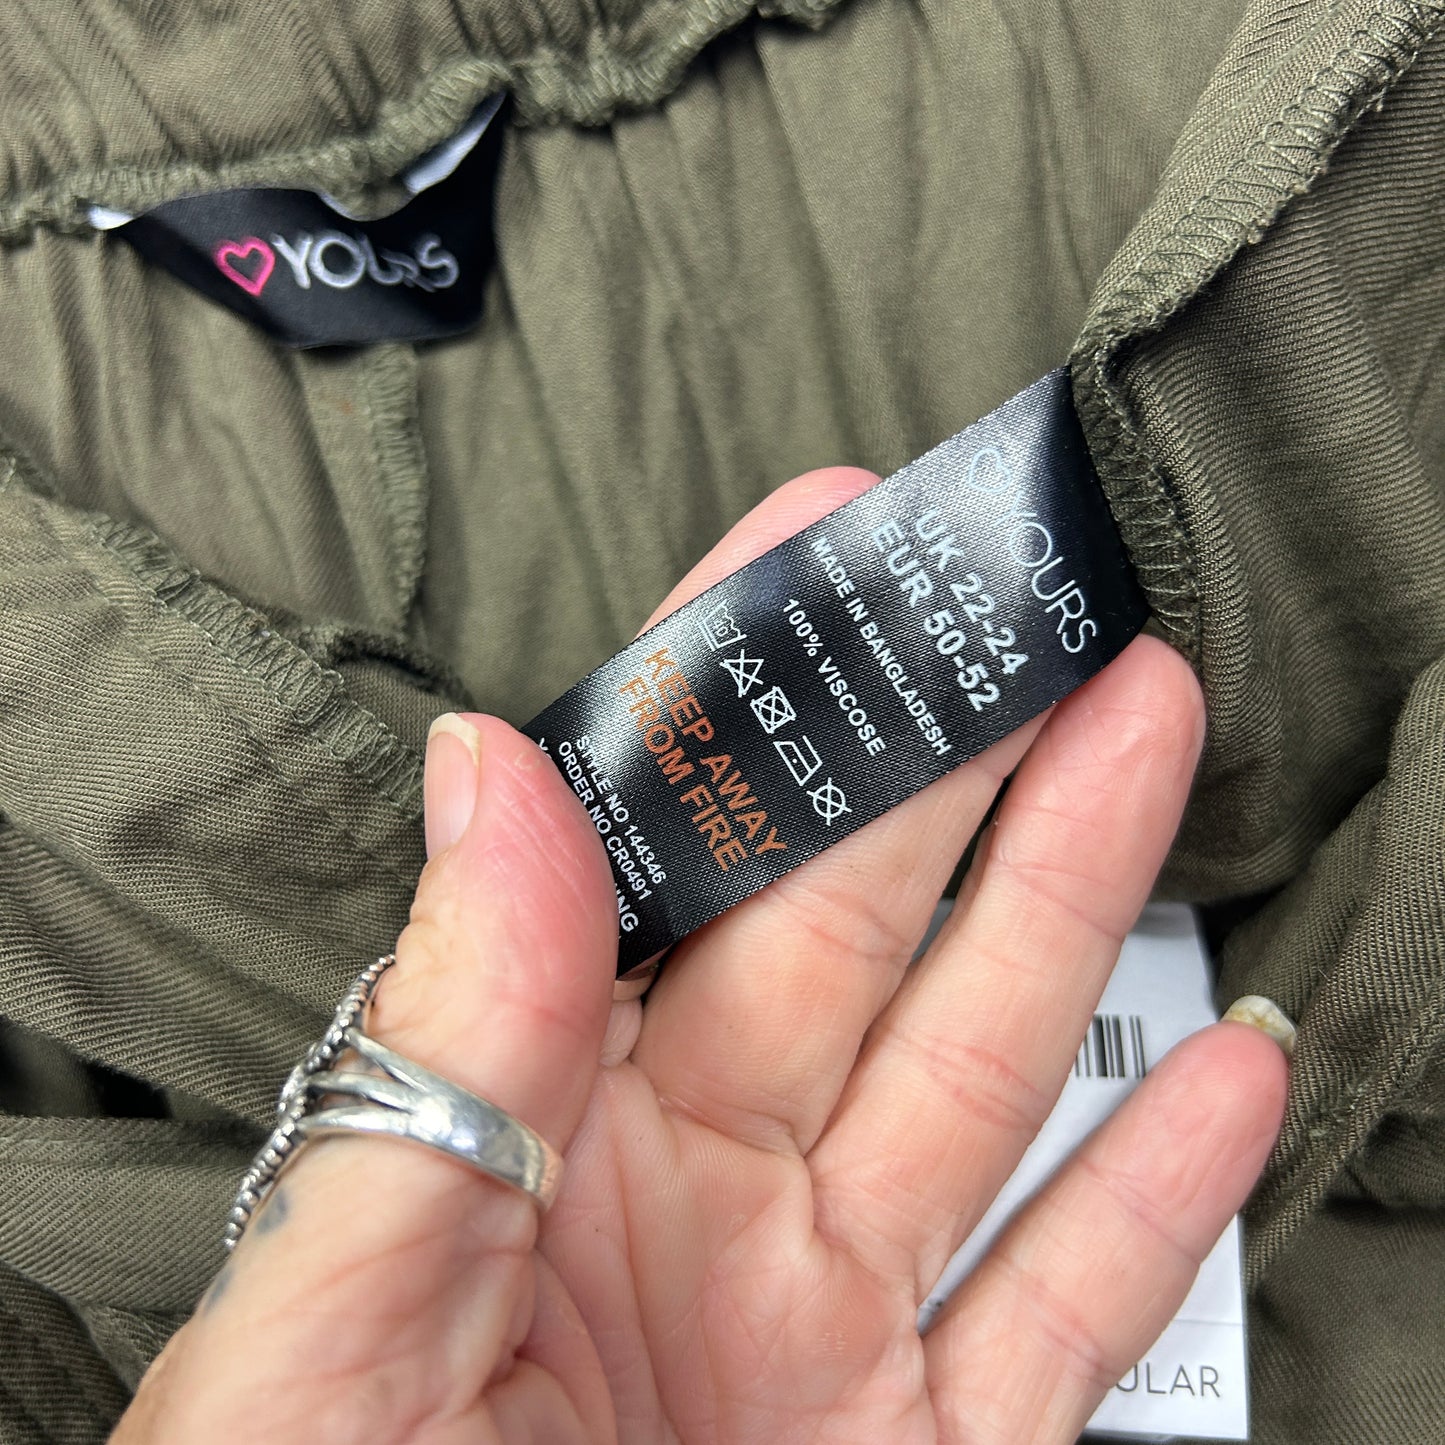 YOURS
YOURS
UK 22-24
EUR 50-52
MADE IN BANGLADESH
100% VISCOSE
KEEP AWAY
FROM FIRE
STYLE NO 144346
ORDER NO CR0491